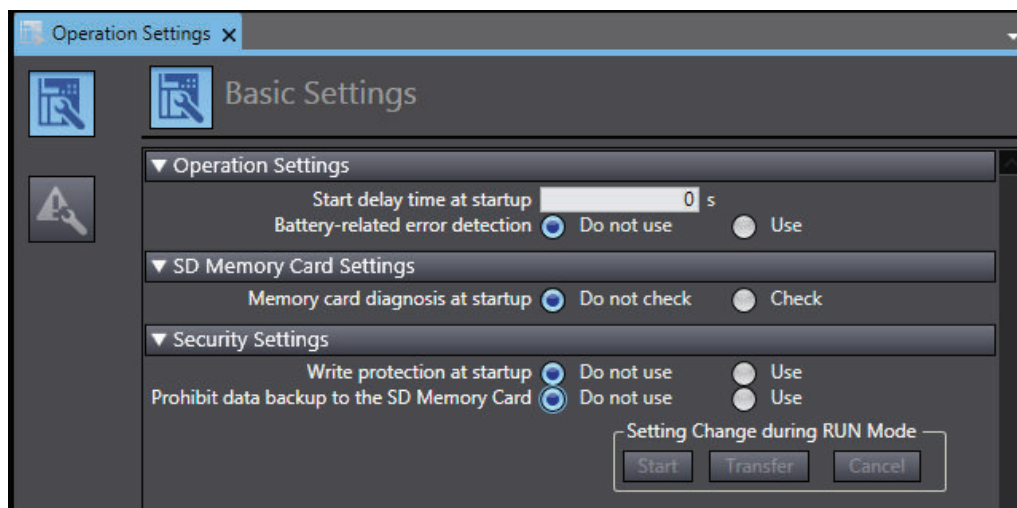 Operation Settings
Basic Settings
▼ Operation Settings
Start delay time at startup 0 s
Battery-related error detection Do not use Use
▼ SD Memory Card Settings
Memory card diagnosis at startup Do not check Check
▼ Security Settings
Write protection at startup Do not use Use
Prohibit data backup to the SD Memory Card Do not use Use
Setting Change during RUN Mode
Start Transfer Cancel